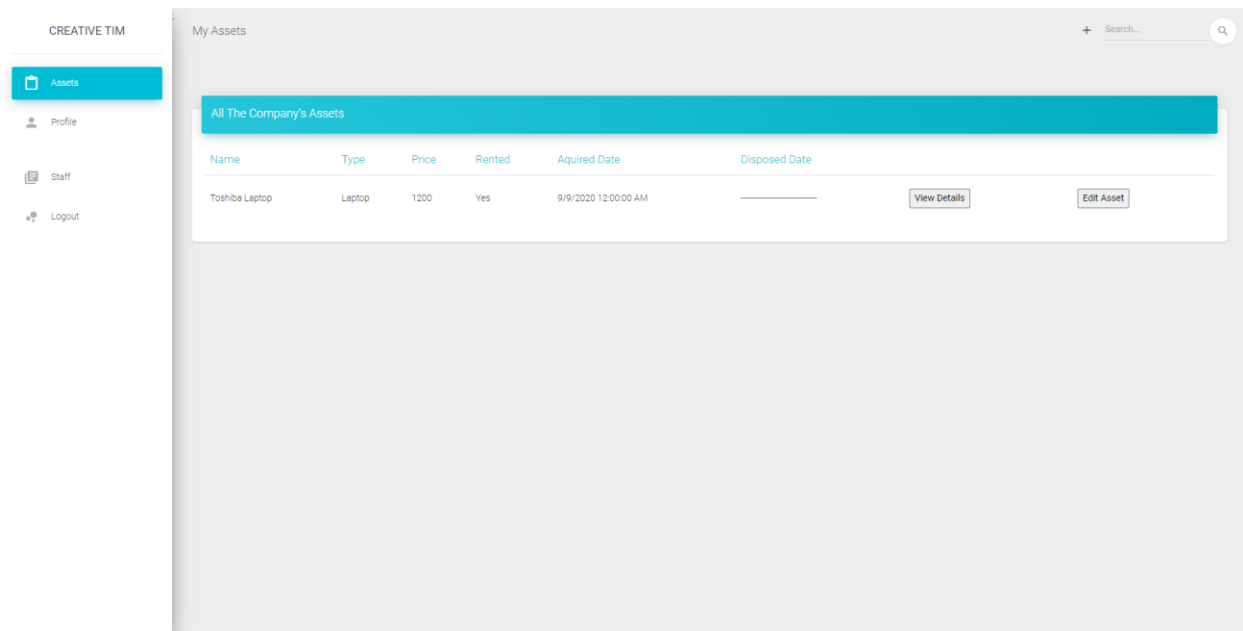 CREATIVE TIM
Assets
Profile
Staff
Logout
My Assets
+ Search...
All The Company's Assets
Name Type Price Rented Aquired Date Disposed Date
Toshiba Laptop Laptop 1200 Yes 9/9/2020 12:00:00 AM ---------------------------- View Details Edit Asset